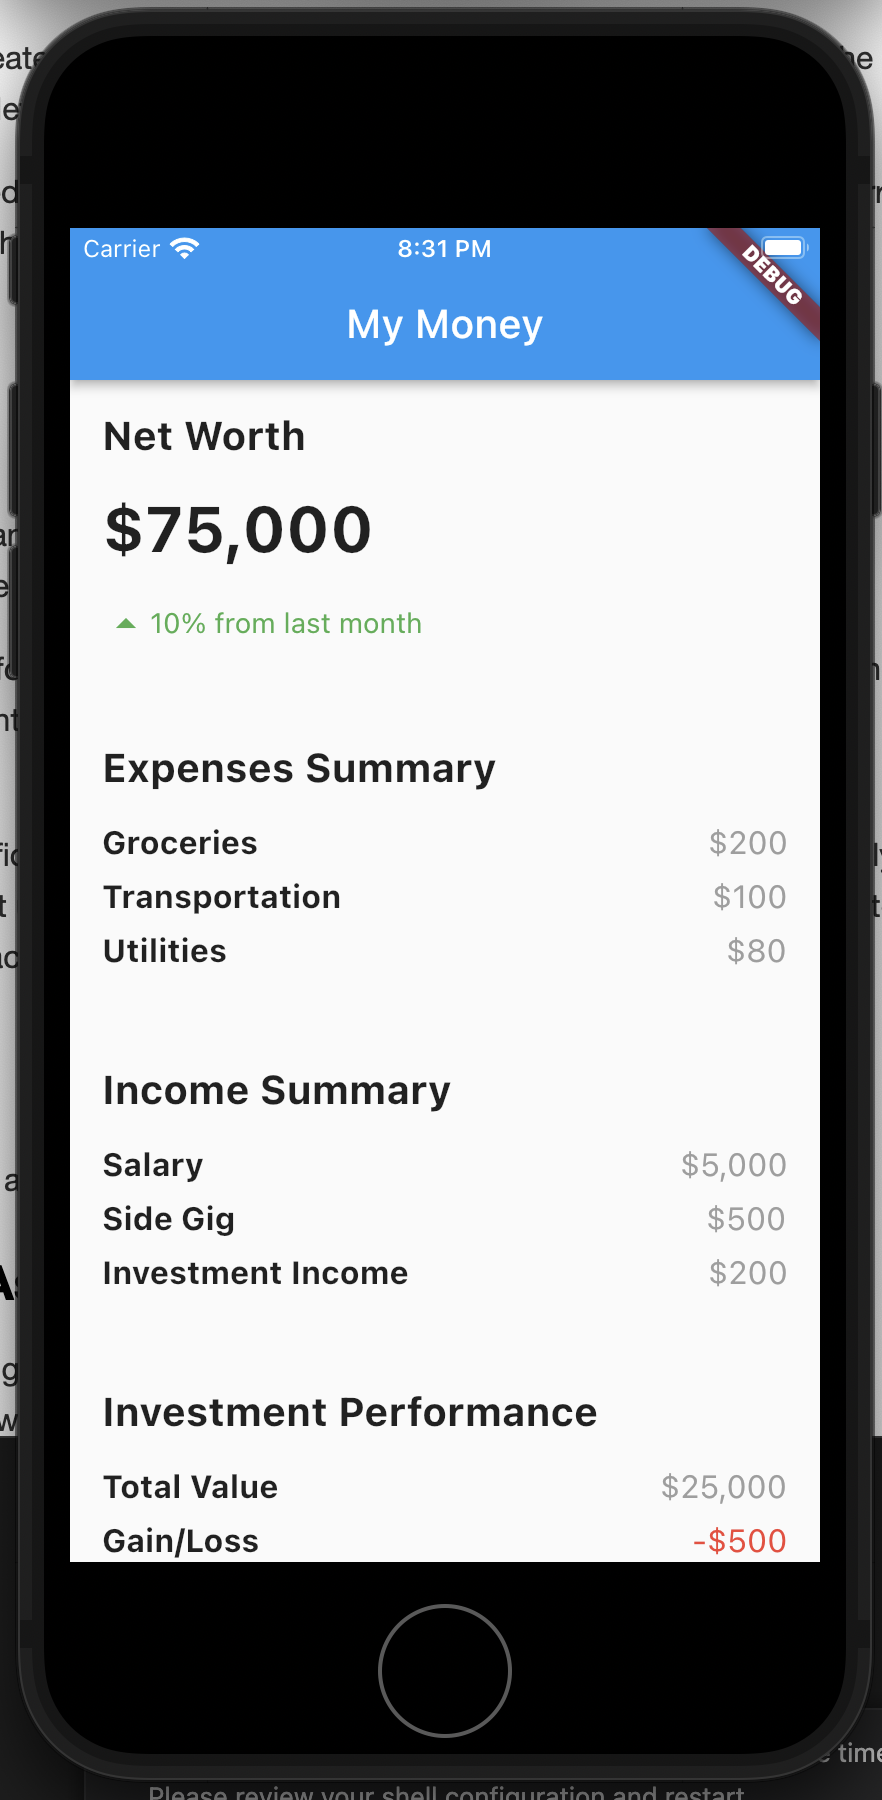 Carrier 8:31 PM
DEBUG
My Money
Net Worth
$75,000
10% from last month
Expenses Summary
Groceries $200
Transportation $100
Utilities $80
Income Summary
Salary $5,000
Side Gig $500
Investment Income $200
Investment Performance
Total Value $25,000
Gain/Loss -$500
time
Please review your shell configuration and restart